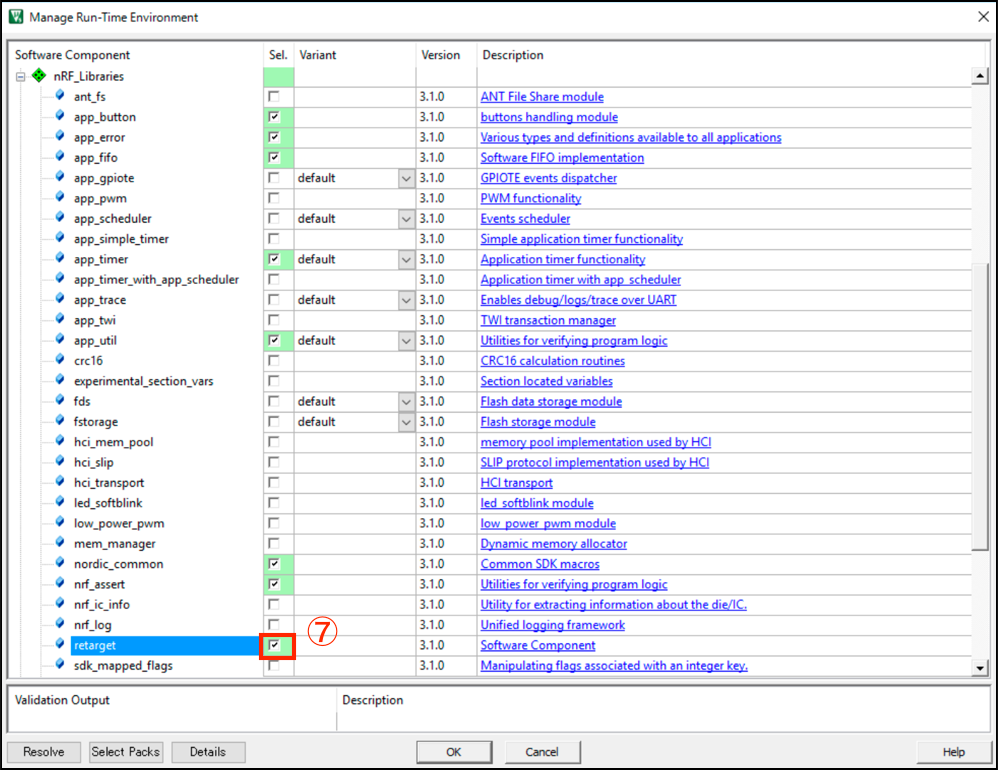 Manage Run-Time Environment
Software Component Sel. Variant Version Description
nRF_Libraries
ant_fs 3.1.0 ANT File Share module
app_button 3.1.0 buttons handling module
app_error 3.1.0 Various types and definitions available to all applications
app_fifo 3.1.0 Software FIFO implementation
app_gpiote default 3.1.0 GPIOTE events dispatcher
app_pwm 3.1.0 PWM functionality
app_scheduler default 3.1.0 Events scheduler
app_simple_timer 3.1.0 Simple application timer functionality
app_timer default 3.1.0 Application timer functionality
app_timer_with_app_scheduler 3.1.0 Application timer with app_scheduler
app_trace default 3.1.0 Enables debug/logs/trace over UART
app_twi 3.1.0 TWI transaction manager
app_util default 3.1.0 Utilities for verifying program logic
crc16 3.1.0 CRC16 calculation routines
experimental_section_vars 3.1.0 Section located variables
fds default 3.1.0 Flash data storage module
fstorage default 3.1.0 Flash storage module
hci_mem_pool 3.1.0 memory pool implementation used by HCI
hci_slip 3.1.0 SLIP protocol implementation used by HCI
hci_transport 3.1.0 HCI transport
led_softblink 3.1.0 led_softblink module
low_power_pwm 3.1.0 low_power_pwm module
mem_manager 3.1.0 Dynamic memory allocator
nordic_common 3.1.0 Common SDK macros
nrf_assert 3.1.0 Utilities for verifying program logic
nrf_ic_info 3.1.0 Utility for extracting information about the die/IC.
nrf_log 3.1.0 Unified logging framework
retarget ⑦ 3.1.0 Software Component
sdk_mapped_flags 3.1.0 Manipulating flags associated with an integer key.
Validation Output Description
Resolve Select Packs Details OK Cancel Help